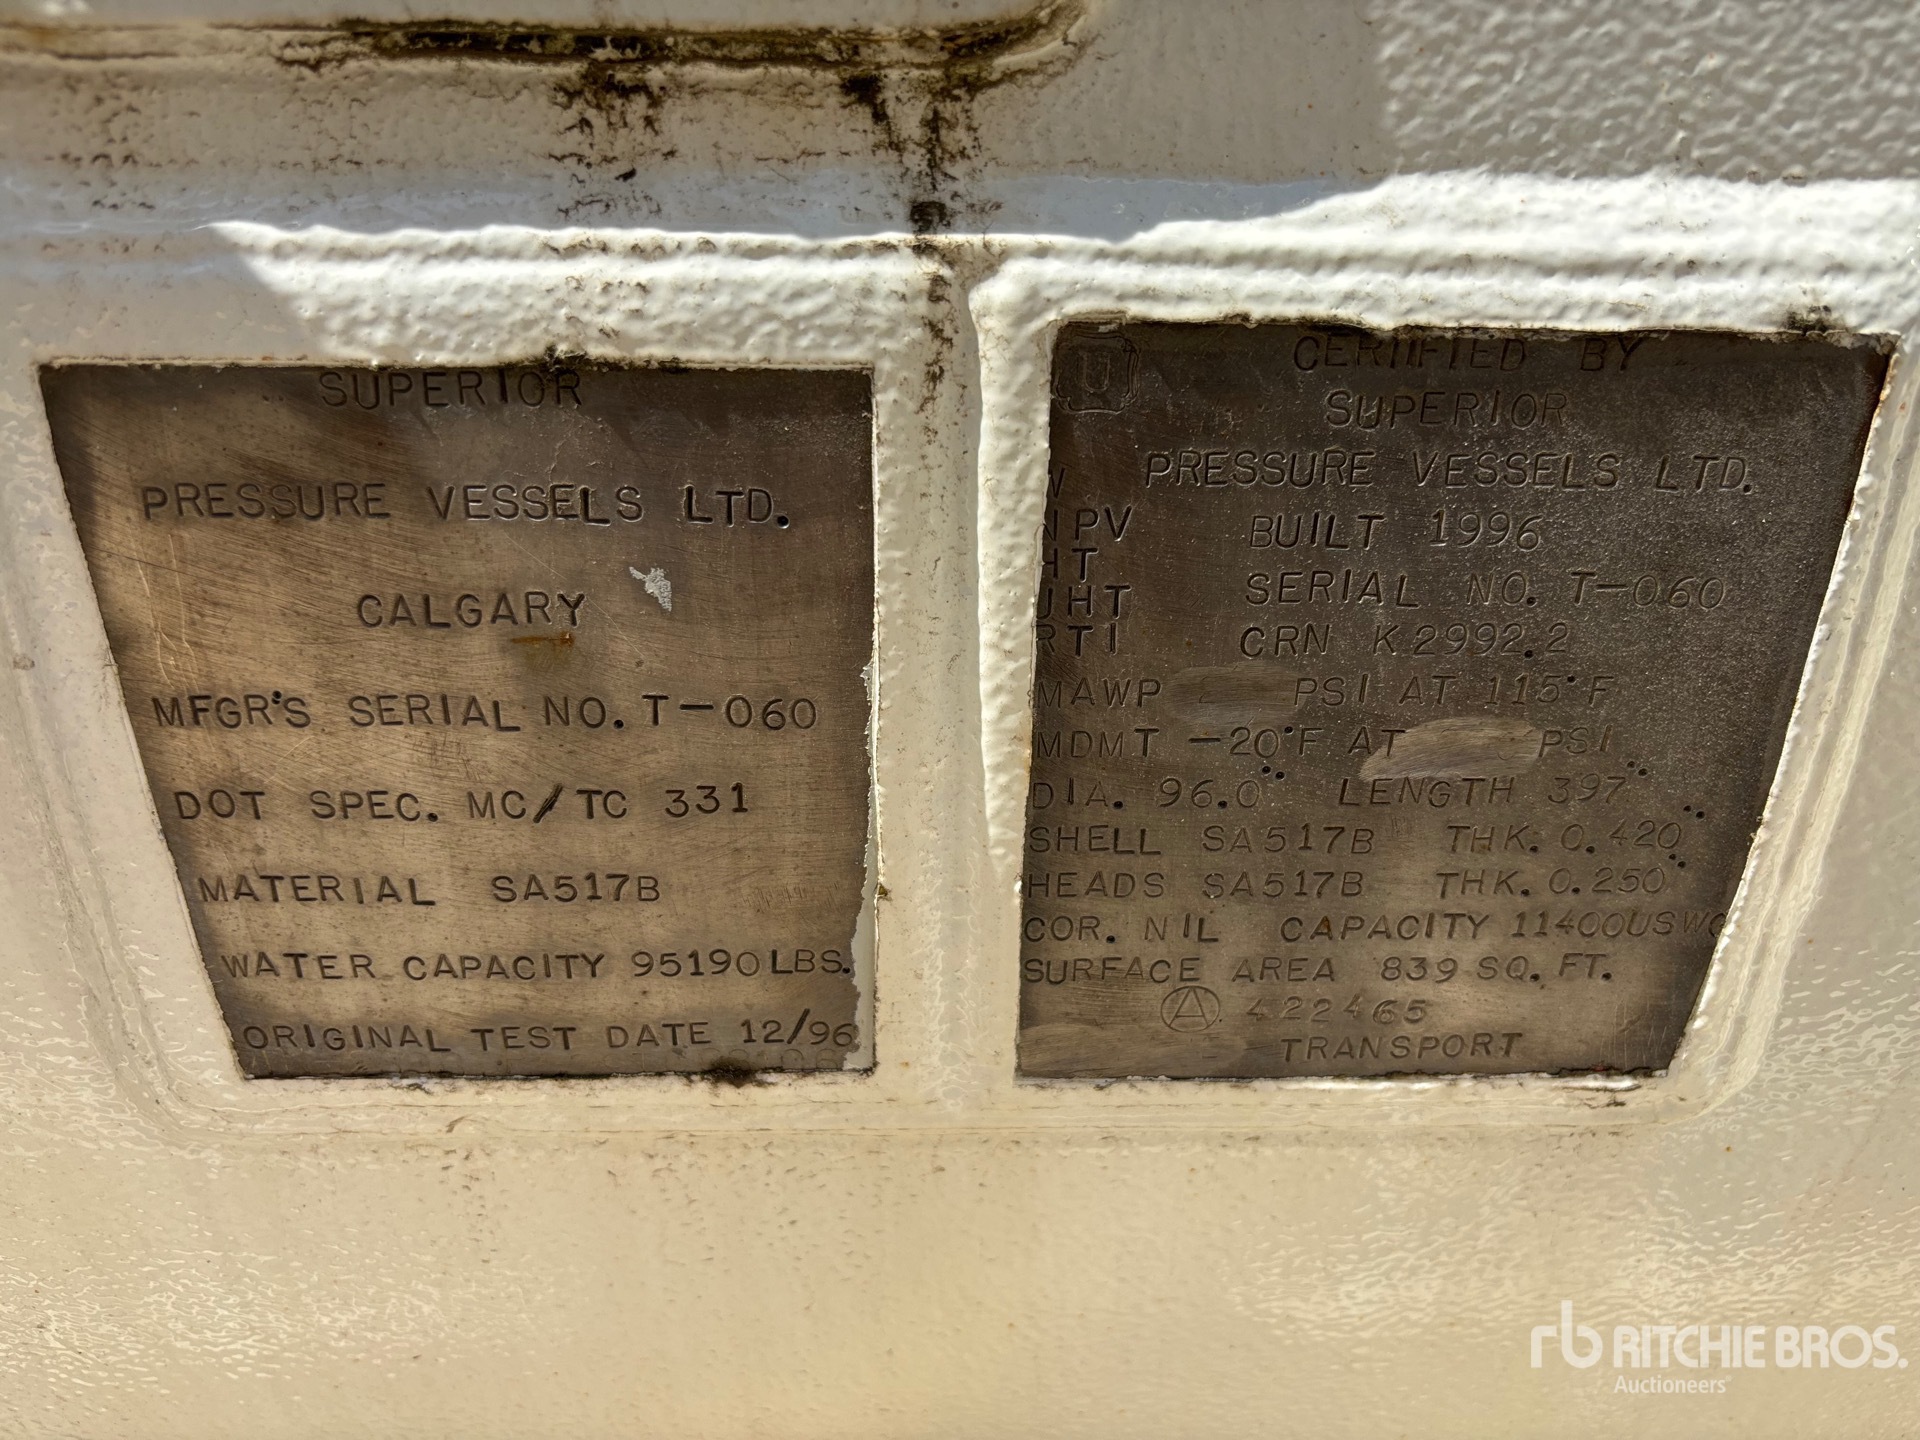 SUPERIOR
PRESSURE VESSELS LTD.
CALGARY
MFGR'S SERIAL NO. T-060
DOT SPEC. MC/TC 331
MATERIAL SA517B
WATER CAPACITY 95190 LBS.
ORIGINAL TEST DATE 12/96
U
CERTIFIED BY
SUPERIOR
W PRESSURE VESSELS LTD.
NPV BUILT 1996
HT
UHT SERIAL NO. T-060
RTI CRN K2992.2
MAWP PSI AT 115°F
MDMT -20°F AT PSI
DIA. 96.0" LENGTH 397"
SHELL SA517B THK. 0.420"
HEADS SA517B THK. 0.250"
COR. NIL CAPACITY 11400USWG
SURFACE AREA 839 SQ. FT.
A 422465
TRANSPORT
rb RITCHIE BROS.
Auctioneers